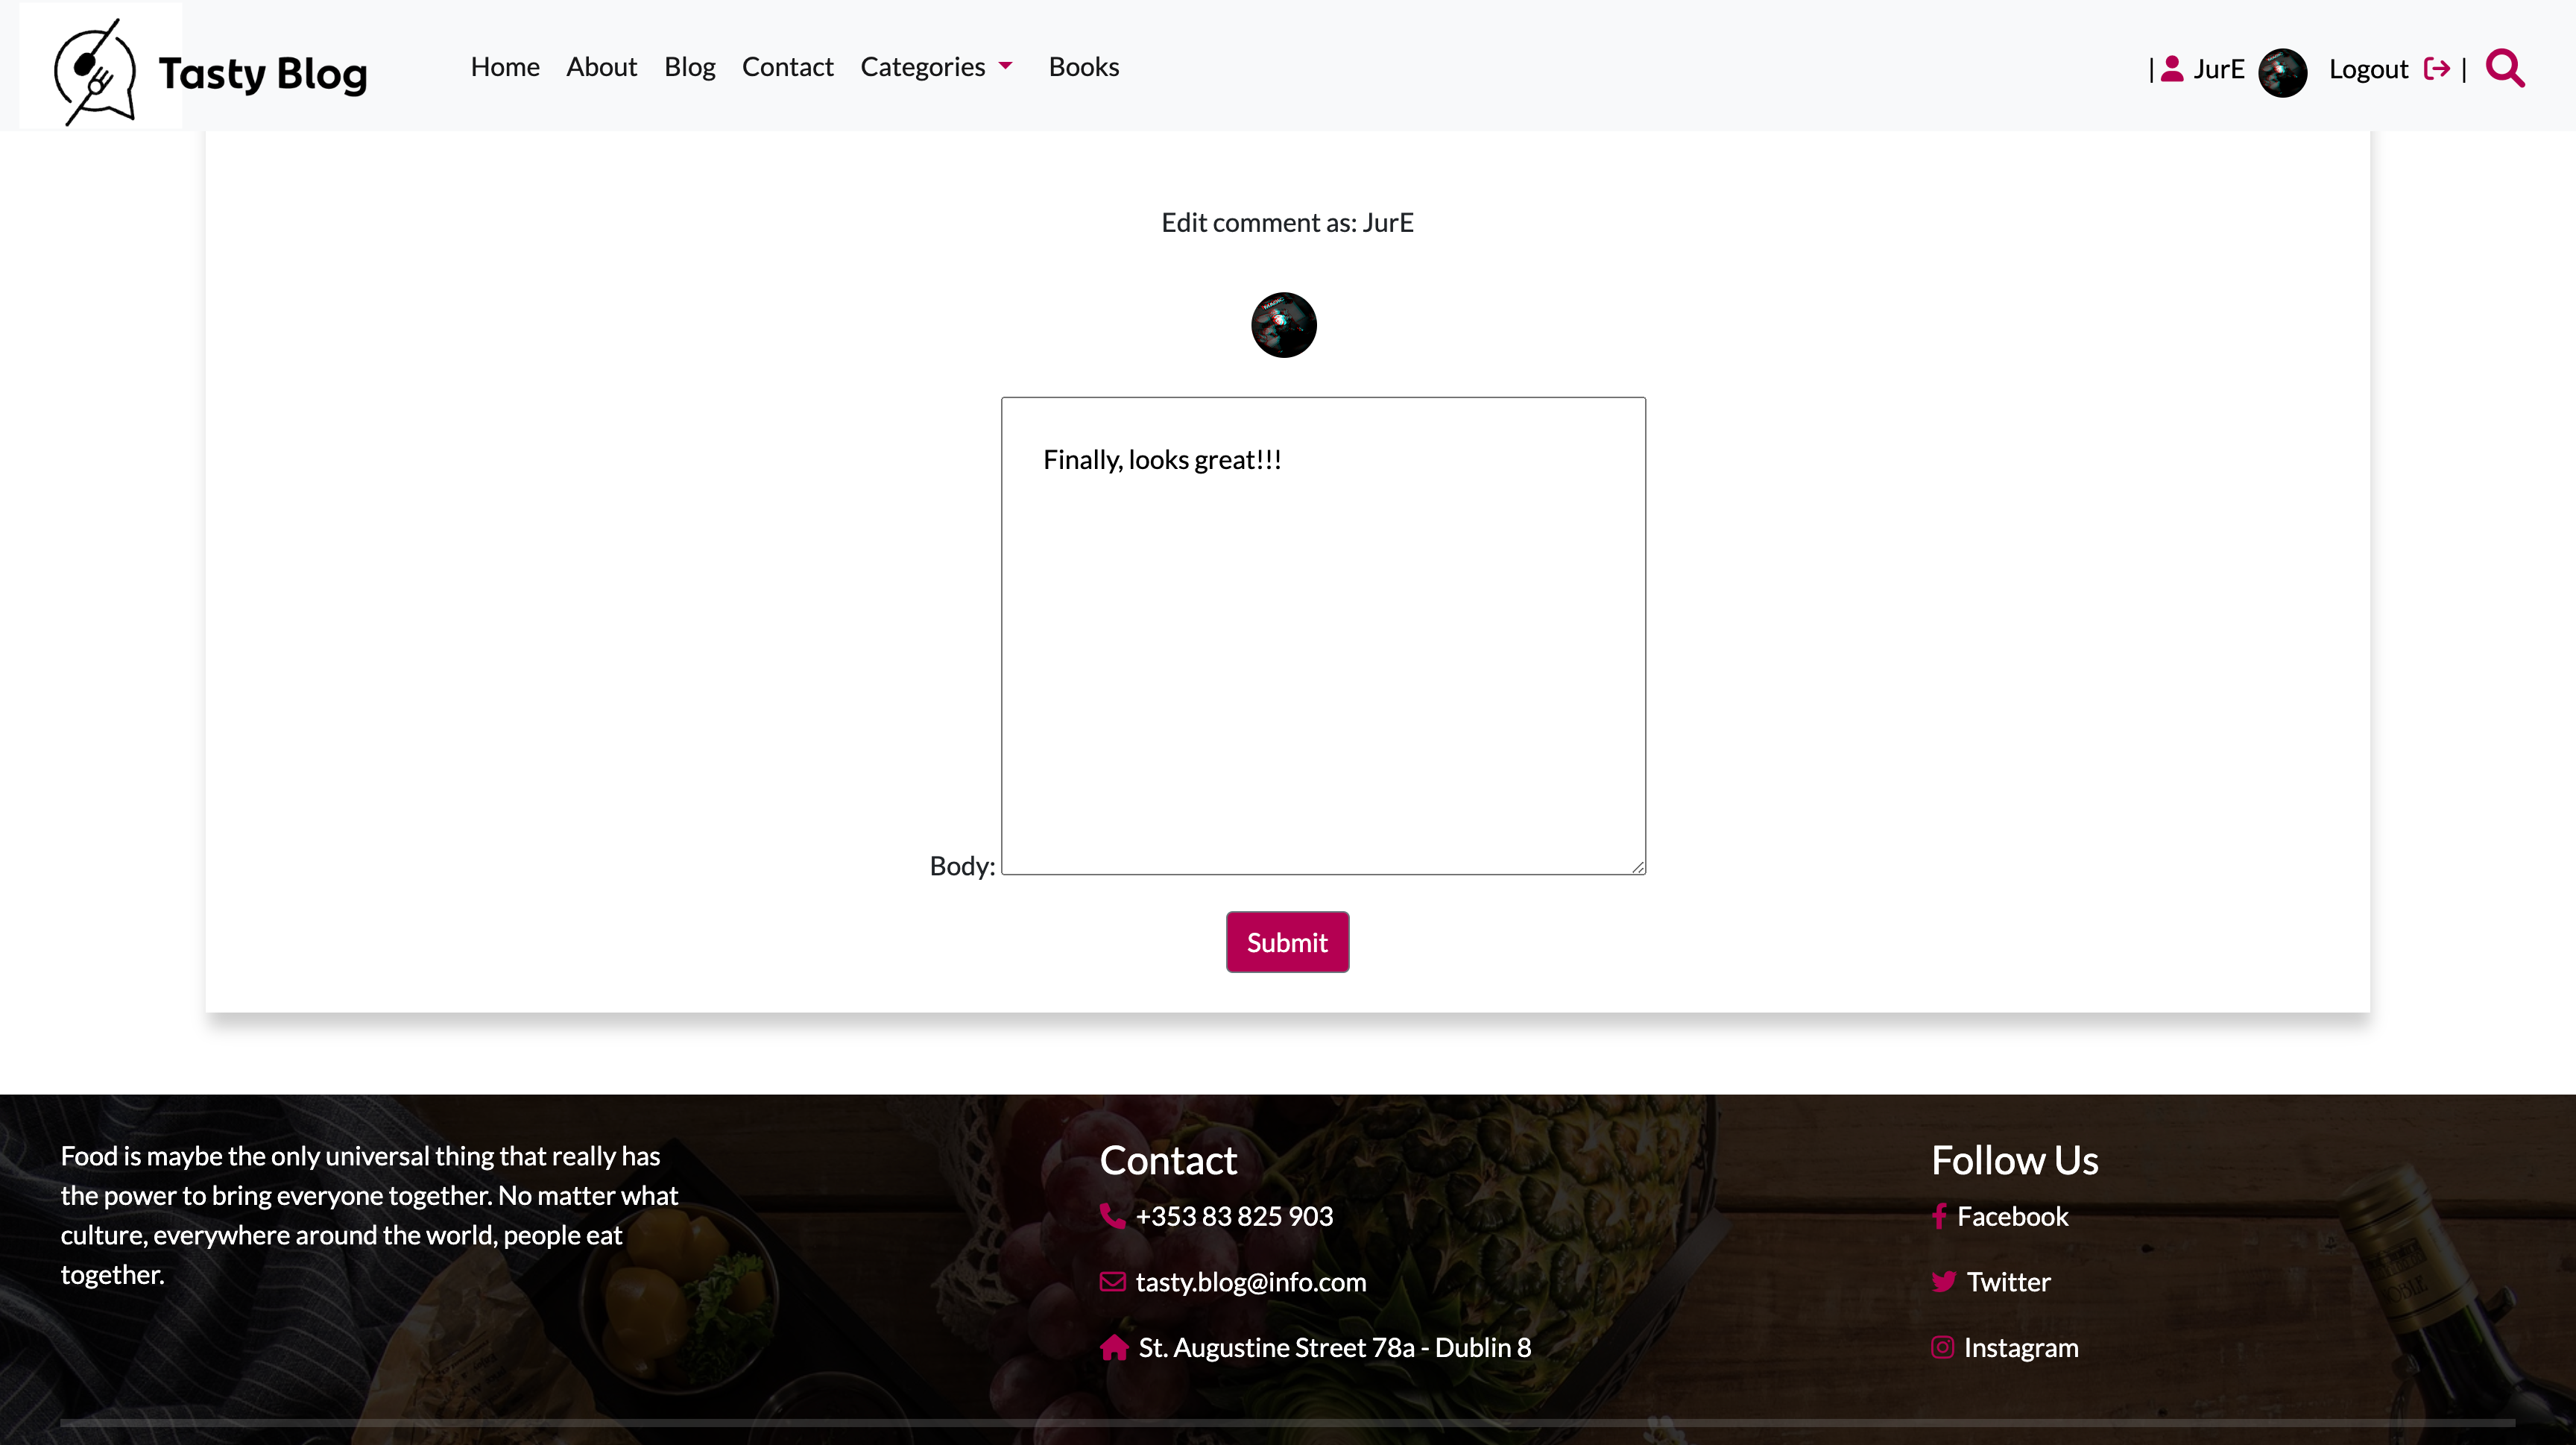 Tasty Blog
Home About Blog Contact Categories Books
| JurE Logout |
Edit comment as: JurE
Finally, looks great!!!
Body:
Submit
Food is maybe the only universal thing that really has
the power to bring everyone together. No matter what
culture, everywhere around the world, people eat
together.
Contact
+353 83 825 903
tasty.blog@info.com
St. Augustine Street 78a - Dublin 8
Follow Us
Facebook
Twitter
Instagram